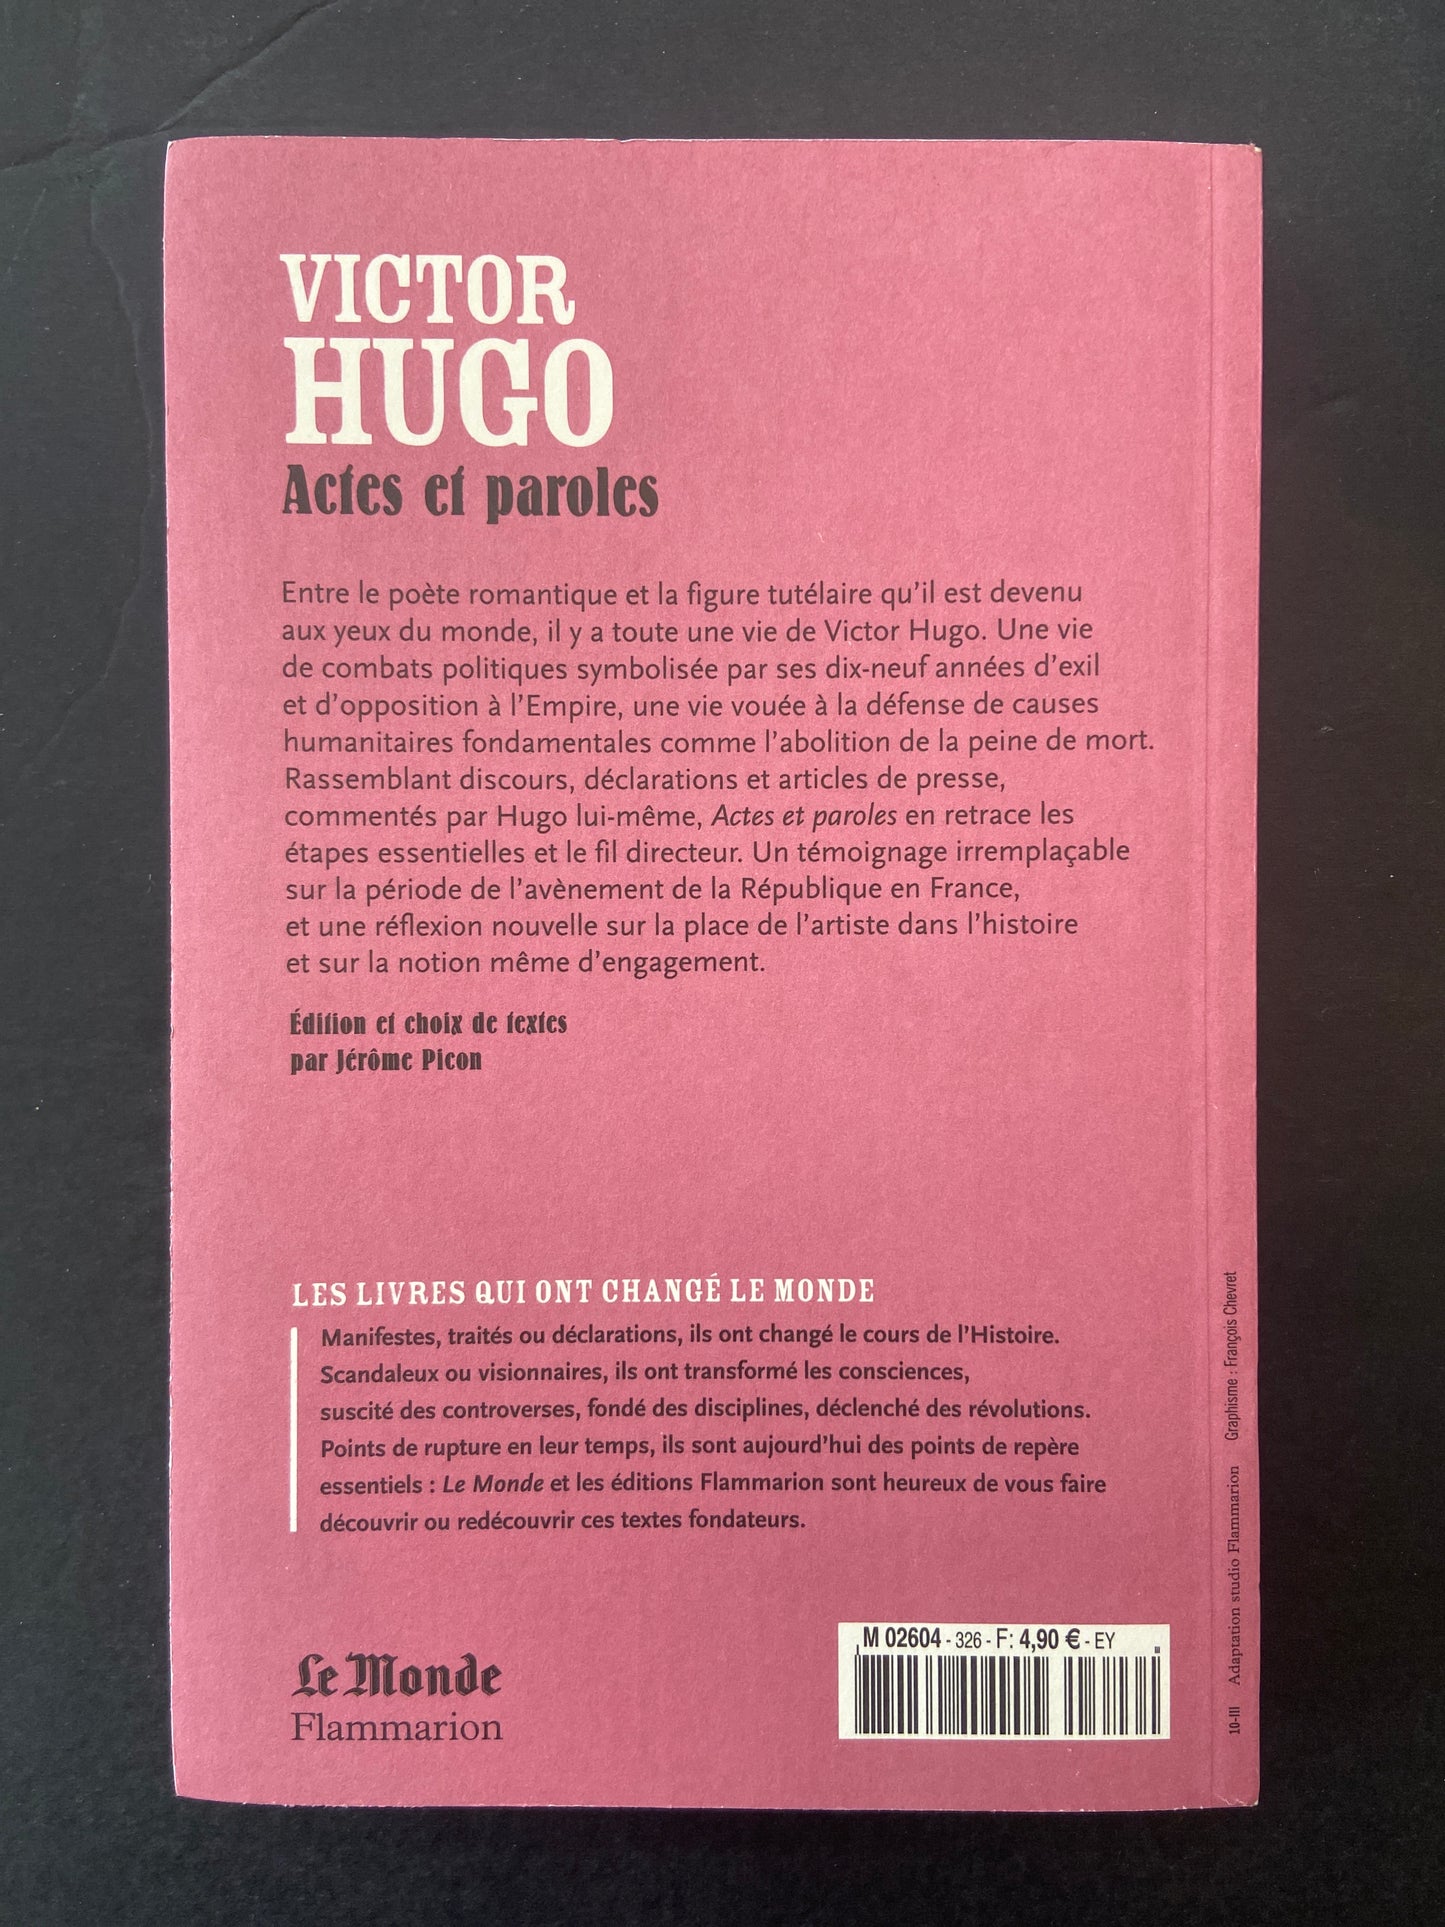 VICTOR
HUGO
Actes et paroles
Entre le poète romantique et la figure tutélaire qu'il est devenu
aux yeux du monde, il y a toute une vie de Victor Hugo. Une vie
de combats politiques symbolisée par ses dix-neuf années d'exil
et d'opposition à l'Empire, une vie vouée à la défense de causes
humanitaires fondamentales comme l'abolition de la peine de mort.
Rassemblant discours, déclarations et articles de presse,
commentés par Hugo lui-même, Actes et paroles en retrace les
étapes essentielles et le fil directeur. Un témoignage irremplaçable
sur la période de l'avènement de la République en France,
et une réflexion nouvelle sur la place de l'artiste dans l'histoire
et sur la notion même d'engagement.
Édition et choix de textes
par Jérôme Picon
LES LIVRES QUI ONT CHANGÉ LE MONDE
Manifestes, traités ou déclarations, ils ont changé le cours de l'Histoire.
Scandaleux ou visionnaires, ils ont transformé les consciences,
suscité des controverses, fondé des disciplines, déclenché des révolutions.
Points de rupture en leur temps, ils sont aujourd'hui des points de repère
essentiels : Le Monde et les éditions Flammarion sont heureux de vous faire
découvrir ou redécouvrir ces textes fondateurs.
Le Monde
Flammarion
M 02604 - 326 - F: 4,90 € - EY
10-III Adaptation studio Flammarion Graphisme : François Chevret